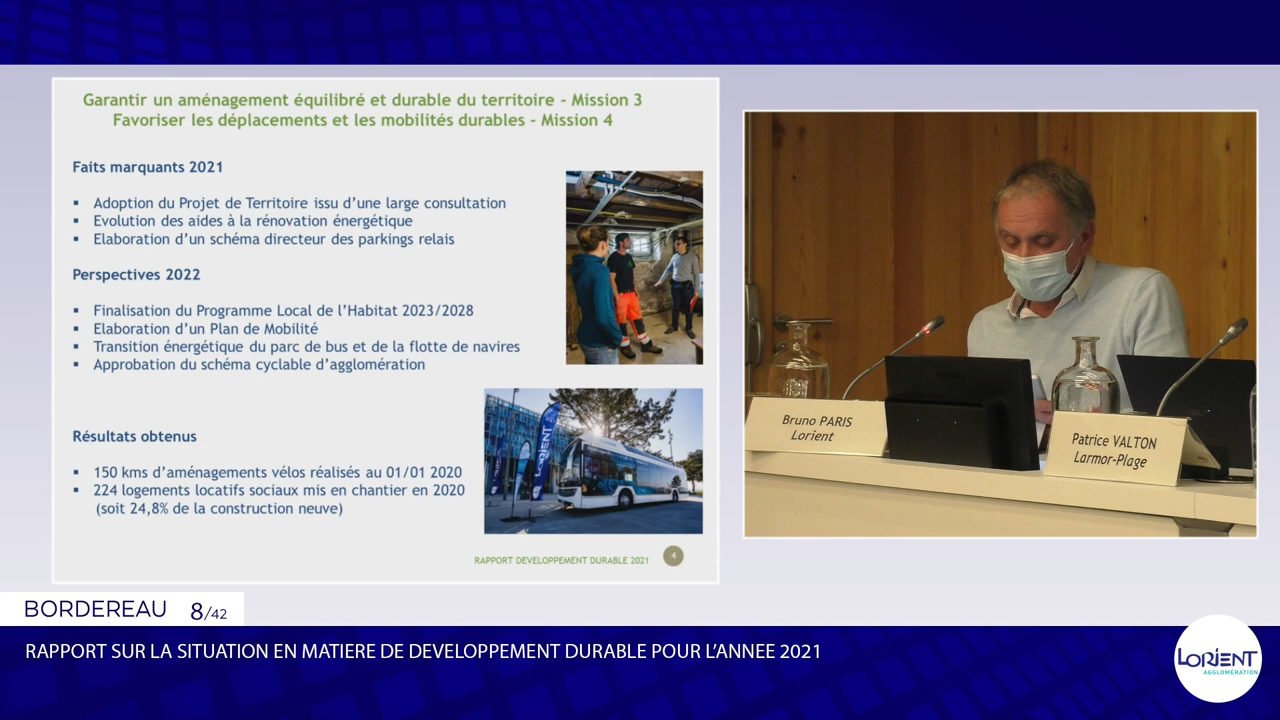 Garantir un aménagement équilibré et durable du territoire - Mission 3
Favoriser les déplacements et les mobilités durables - Mission 4
Faits marquants 2021
▪ Adoption du Projet de Territoire issu d'une large consultation
▪ Evolution des aides à la rénovation énergétique
▪ Elaboration d'un schéma directeur des parkings relais
Perspectives 2022
▪ Finalisation du Programme Local de l'Habitat 2023/2028
▪ Elaboration d'un Plan de Mobilité
▪ Transition énergétique du parc de bus et de la flotte de navires
▪ Approbation du schéma cyclable d'agglomération
Résultats obtenus
▪ 150 kms d'aménagements vélos réalisés au 01/01 2020
▪ 224 logements locatifs sociaux mis en chantier en 2020
(soit 24,8% de la construction neuve)
LORIENT
RAPPORT DEVELOPPEMENT DURABLE 2021
4
Bruno PARIS
Lorient
Patrice VALTON
Larmor-Plage
BORDEREAU 8/42
RAPPORT SUR LA SITUATION EN MATIERE DE DEVELOPPEMENT DURABLE POUR L'ANNEE 2021
LORIENT
AGGLOMÉRATION